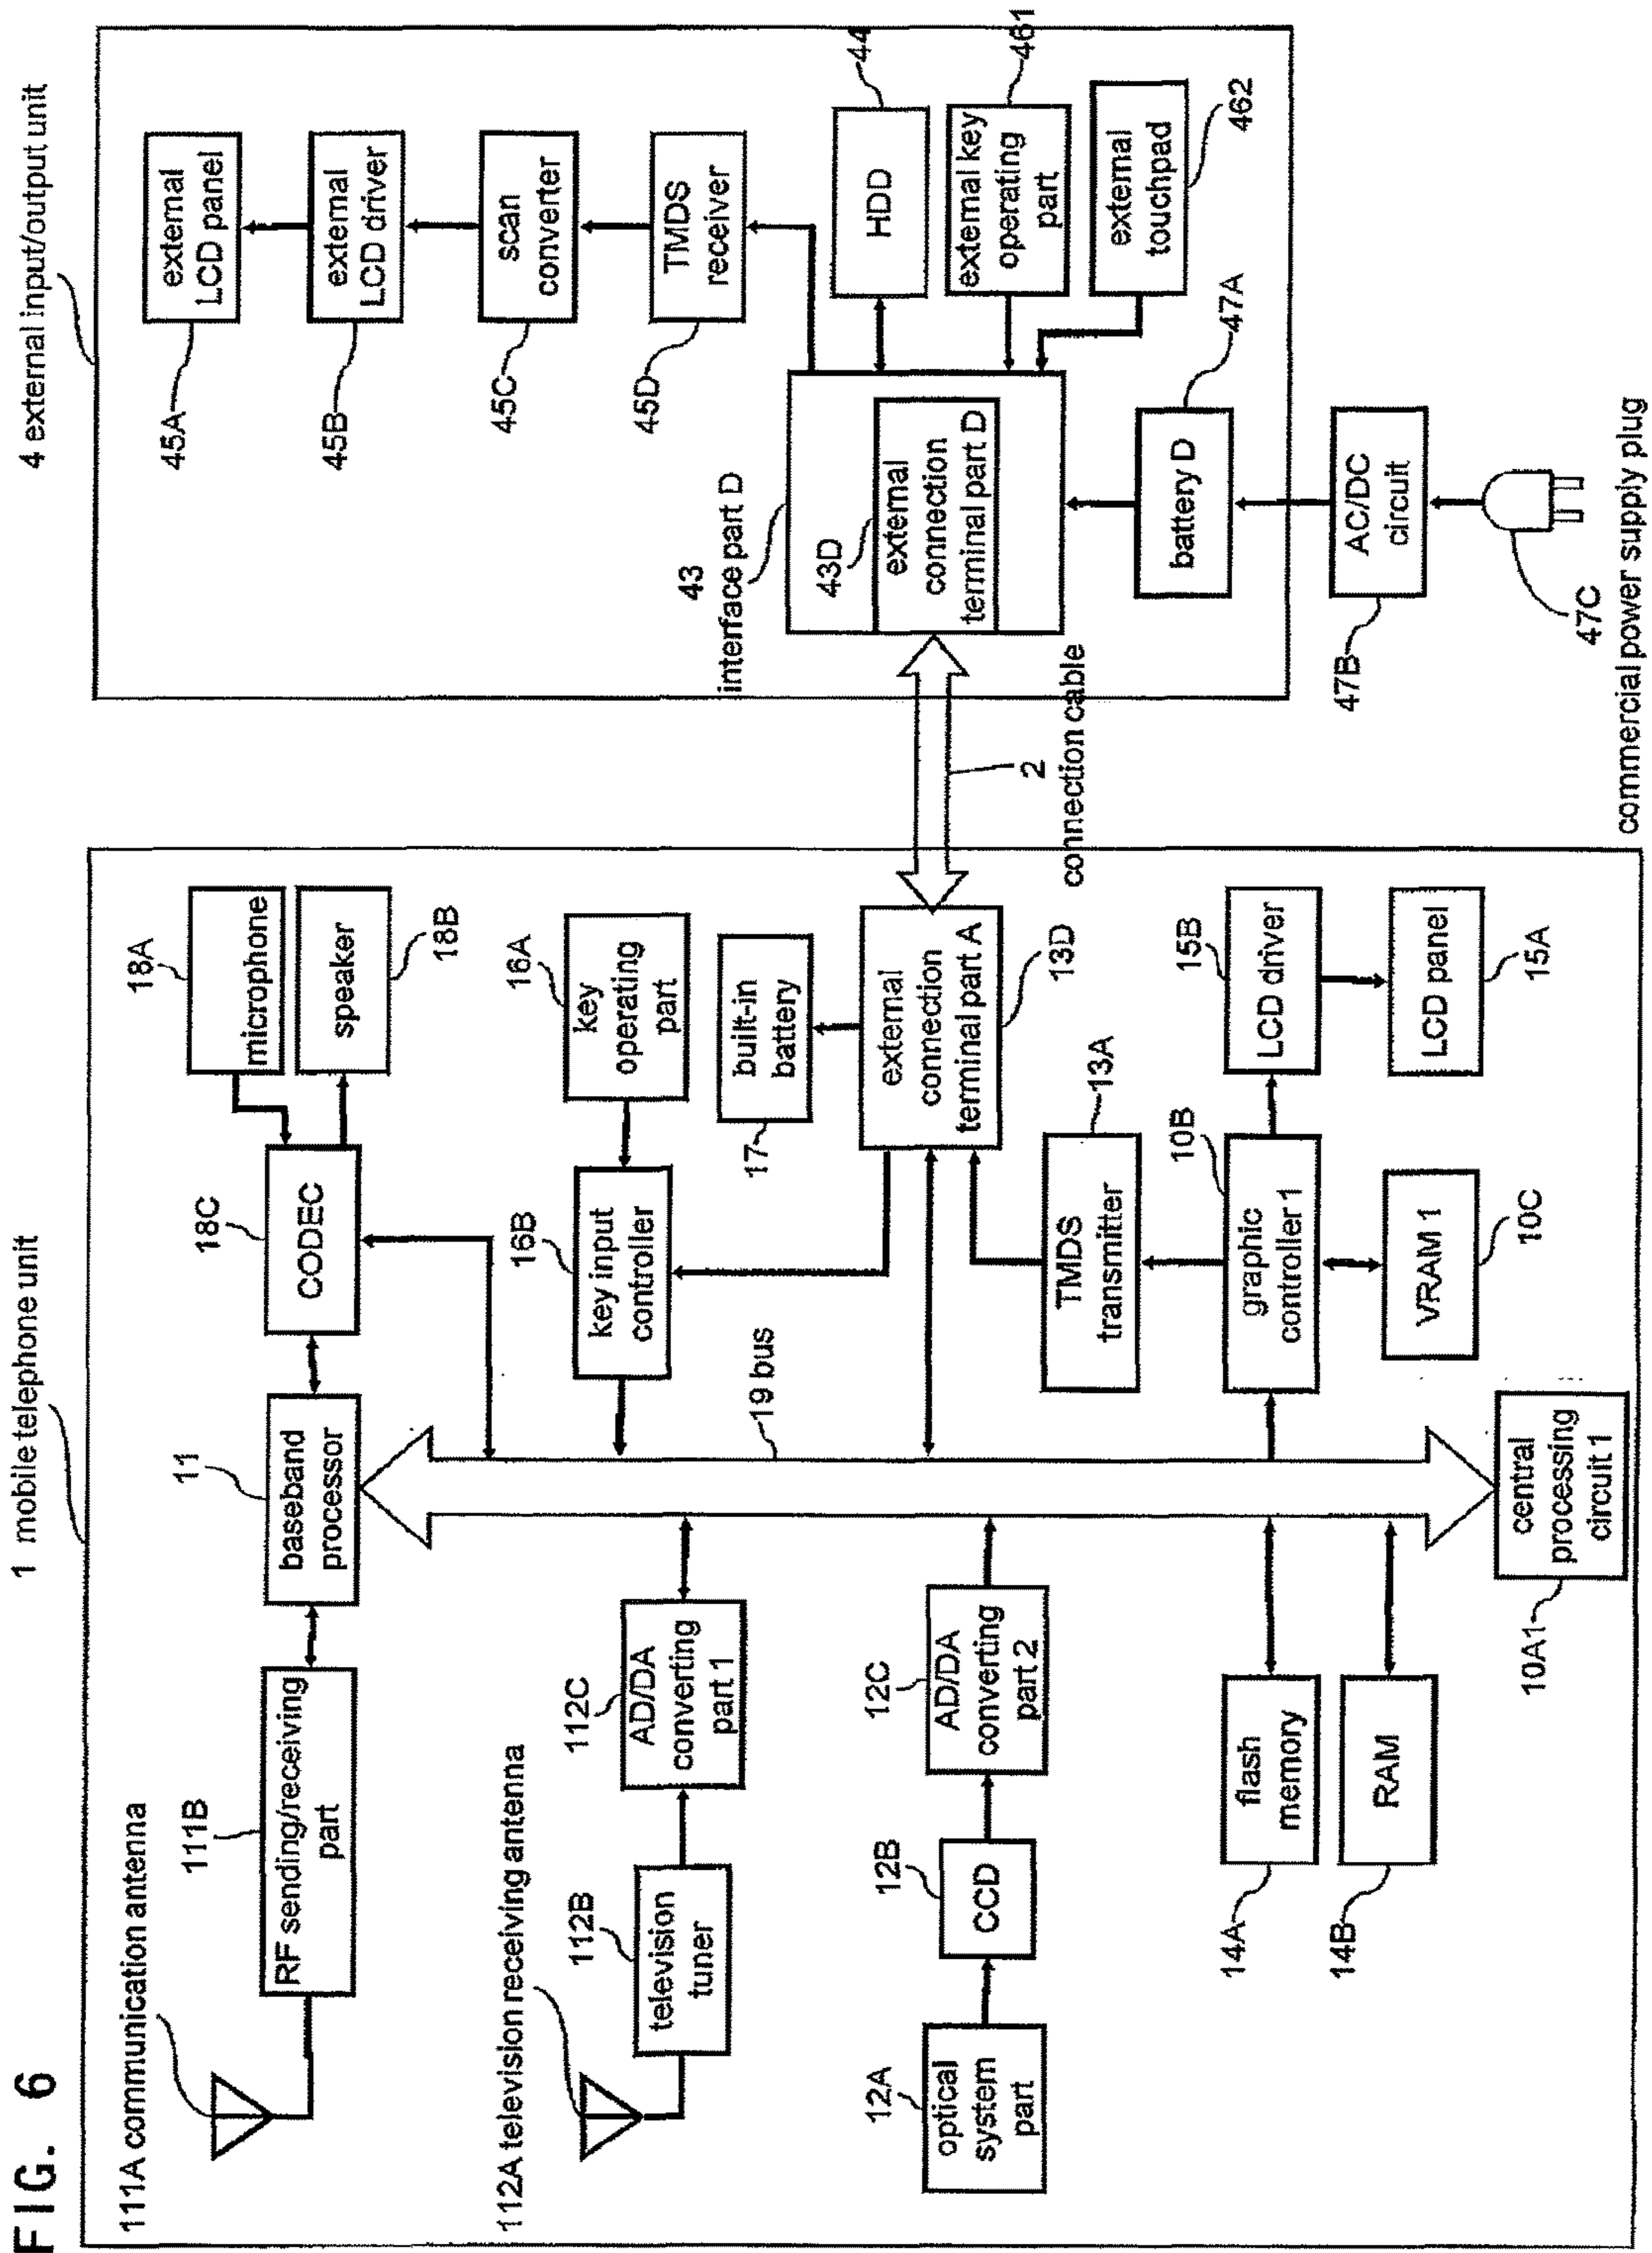 FIG. 6
1 mobile telephone unit
111A communication antenna
111B
RF sending/receiving
part
11
baseband
processor
18C
CODEC
18A
microphone
speaker
18B
112A television receiving antenna
112B
television
tuner
112C
AD/DA
converting
part 1
16B
key input
controller
16A
key
operating
part
17
built-in
battery
19 bus
12A
optical
system
part
12B
CCD
12C
AD/DA
converting
part 2
external
connection
terminal part A
13D
TMDS
transmitter
13A
14A
flash
memory
14B
RAM
10B
graphic
controller 1
15B
LCD driver
VRAM 1
10C
LCD panel
15A
10A1
central
processing
circuit 1
2
connection cable
4 external input/output unit
45A
external
LCD panel
45B
external
LCD driver
45C
scan
converter
45D
TMDS
receiver
43
interface part D
43D
external
connection
terminal part D
HDD
44
external key
operating
part
461
external
touchpad
462
battery D
47A
47B
AC/DC
circuit
47C
commercial power supply plug